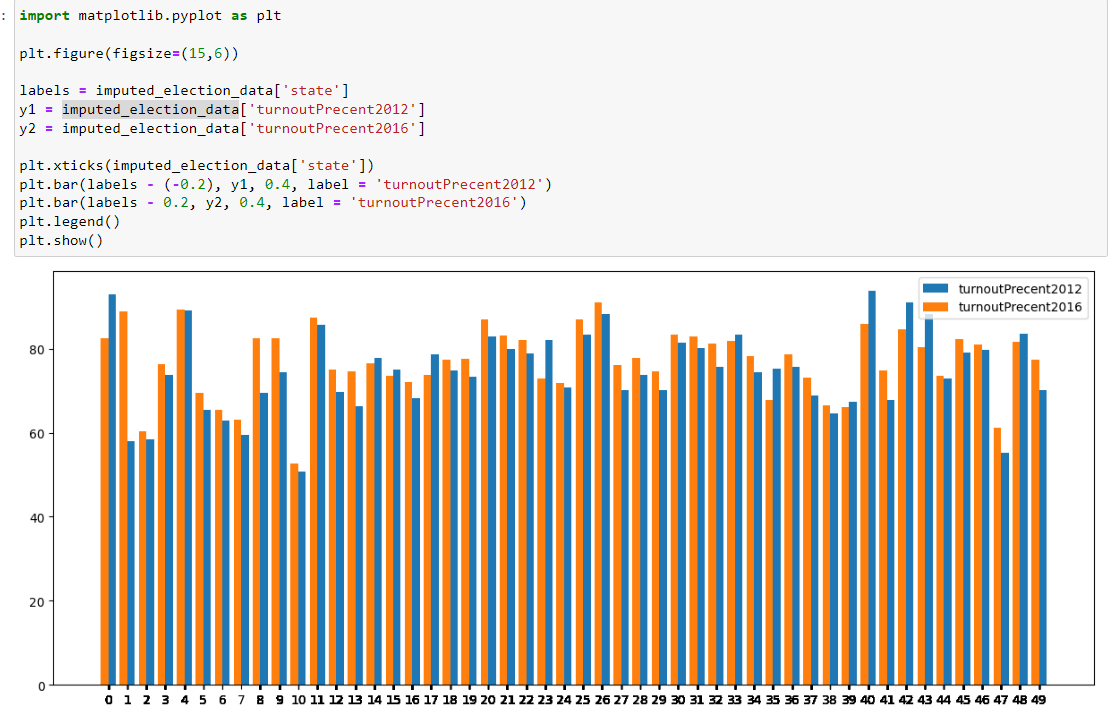 :
import matplotlib.pyplot as plt
plt.figure(figsize=(15,6))
labels = imputed_election_data['state']
y1 = imputed_election_data['turnoutPrecent2012']
y2 = imputed_election_data['turnoutPrecent2016']
plt.xticks(imputed_election_data['state'])
plt.bar(labels - (-0.2), y1, 0.4, label = 'turnoutPrecent2012')
plt.bar(labels - 0.2, y2, 0.4, label = 'turnoutPrecent2016')
plt.legend()
plt.show()
turnoutPrecent2012
turnoutPrecent2016
80
60
40
20
0
0 1 2 3 4 5 6 7 8 9 10 11 12 13 14 15 16 17 18 19 20 21 22 23 24 25 26 27 28 29 30 31 32 33 34 35 36 37 38 39 40 41 42 43 44 45 46 47 48 49